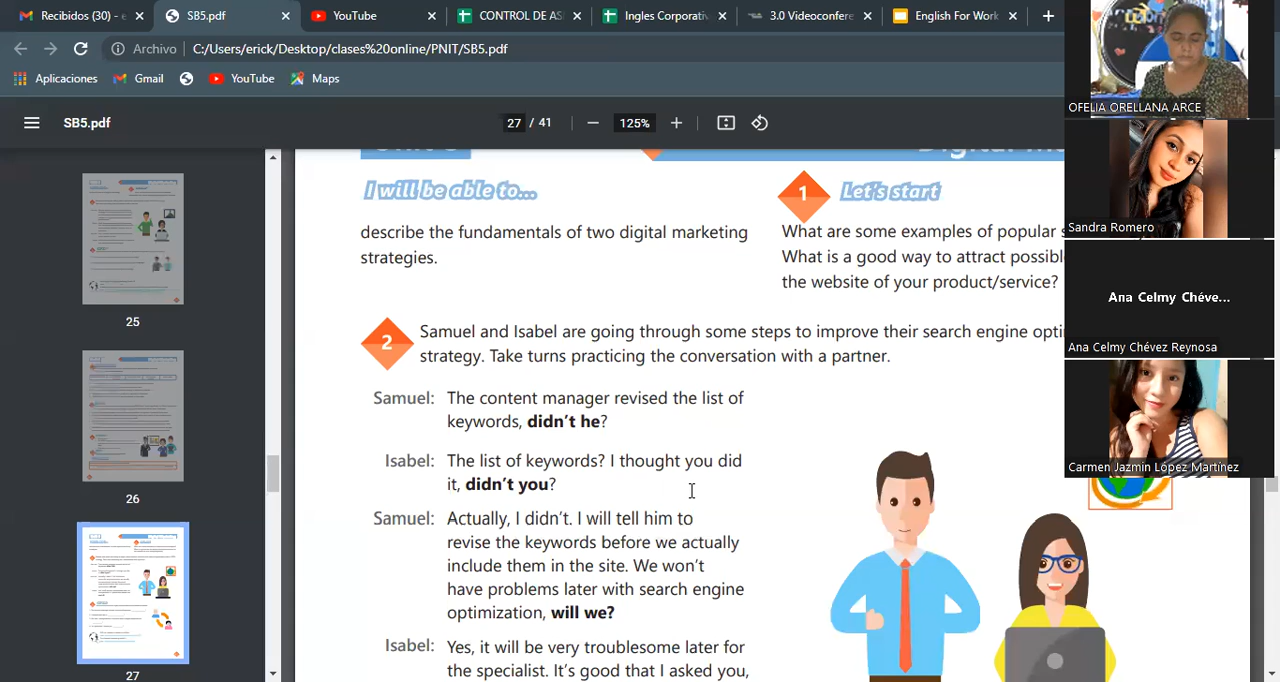 Recibidos (30) - e
SB5.pdf
YouTube
CONTROL DE AS
Ingles Corporativ
3.0 Videoconfere
English For Work
Archivo
C:/Users/erick/Desktop/clases%20online/PNIT/SB5.pdf
Aplicaciones
Gmail
YouTube
Maps
SB5.pdf
27 / 41
125%
25
26
27
I will be able to...
describe the fundamentals of two digital marketing
strategies.
1
Let's start
What are some examples of popular s
What is a good way to attract possibl
the website of your product/service?
2
Samuel and Isabel are going through some steps to improve their search engine opti
strategy. Take turns practicing the conversation with a partner.
Samuel: The content manager revised the list of
keywords, didn't he?
Isabel: The list of keywords? I thought you did
it, didn't you?
Samuel: Actually, I didn't. I will tell him to
revise the keywords before we actually
include them in the site. We won't
have problems later with search engine
optimization, will we?
Isabel: Yes, it will be very troublesome later for
the specialist. It's good that I asked you,
OFELIA ORELLANA ARCE
Sandra Romero
Ana Celmy Chéve...
Ana Celmy Chávez Reynosa
Carmen Jazmin López Martínez